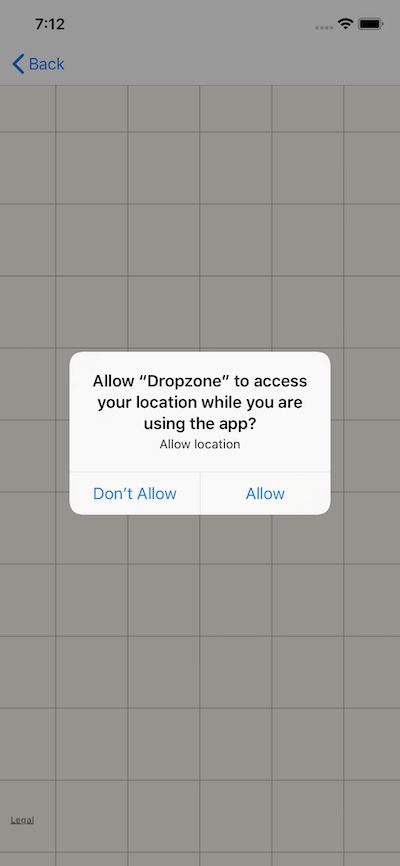 7:12
Back
Allow “Dropzone” to access
your location while you are
using the app?
Allow location
Don’t Allow
Allow
Legal